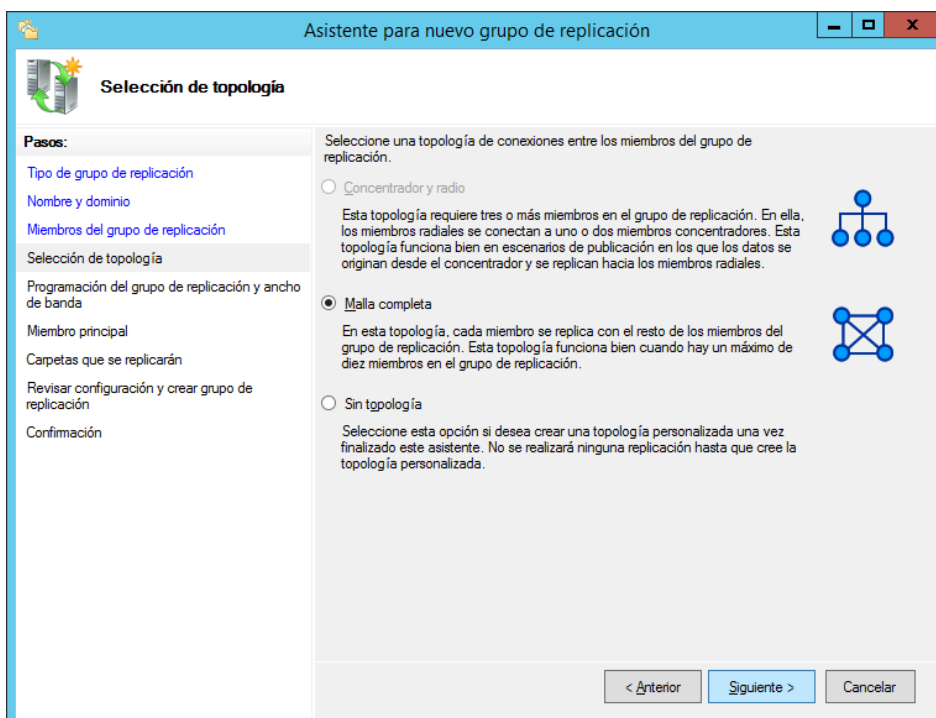 Asistente para nuevo grupo de replicación
Selección de topología
Pasos:
Tipo de grupo de replicación
Nombre y dominio
Miembros del grupo de replicación
Selección de topología
Programación del grupo de replicación y ancho
de banda
Miembro principal
Carpetas que se replicarán
Revisar configuración y crear grupo de
replicación
Confirmación
Seleccione una topología de conexiones entre los miembros del grupo de
replicación.
Concentrador y radio
Esta topología requiere tres o más miembros en el grupo de replicación. En ella,
los miembros radiales se conectan a uno o dos miembros concentradores. Esta
topología funciona bien en escenarios de publicación en los que los datos se
originan desde el concentrador y se replican hacia los miembros radiales.
Malla completa
En esta topología, cada miembro se replica con el resto de los miembros del
grupo de replicación. Esta topología funciona bien cuando hay un máximo de
diez miembros en el grupo de replicación.
Sin topología
Seleccione esta opción si desea crear una topología personalizada una vez
finalizado este asistente. No se realizará ninguna replicación hasta que cree la
topología personalizada.
< Anterior
Siguiente >
Cancelar